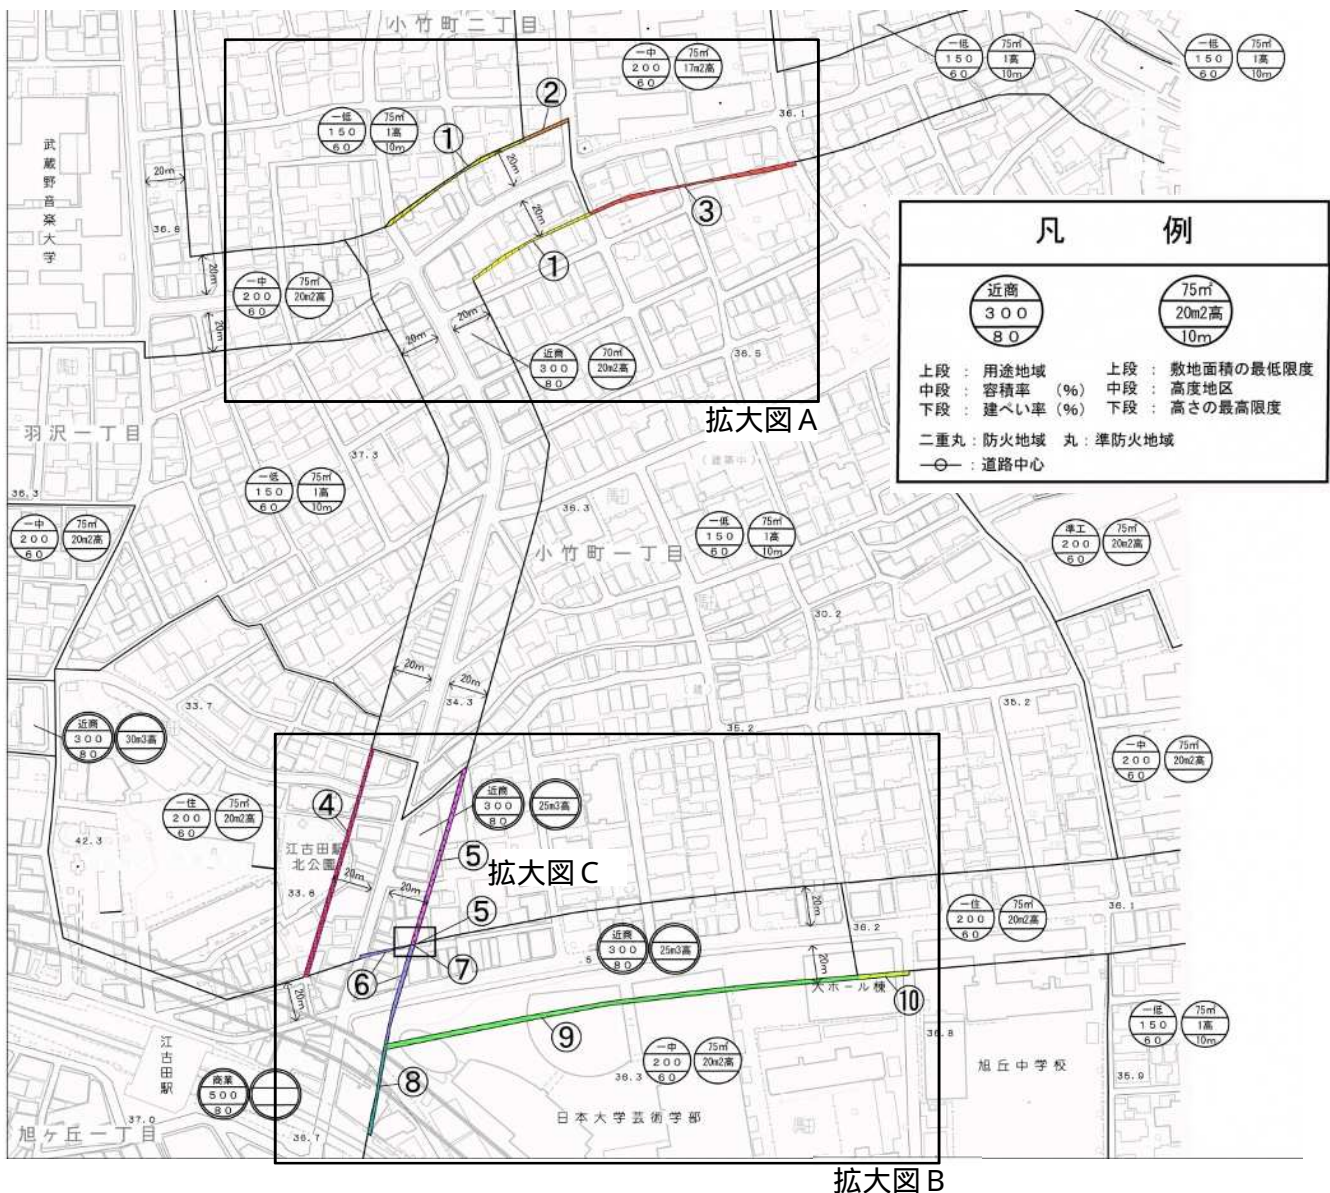 小竹町二丁目
一中
200
60
75㎡
17m2高
一低
150
60
75㎡
1高
10m
一低
150
60
75㎡
1高
10m
武蔵野音楽大学
一低
150
60
75㎡
1高
10m
①
②
36.1
20m
20m
36.8
20m
③
①
20m
一中
200
60
75㎡
20m2高
20m
20m
20m
近商
300
80
70㎡
20m2高
36.5
拡大図A
凡 例
近商
300
80
75㎡
20m2高
10m
上段 : 用途地域
中段 : 容積率 (%)
下段 : 建ぺい率(%)
上段 : 敷地面積の最低限度
中段 : 高度地区
下段 : 高さの最高限度
二重丸:防火地域 丸:準防火地域
:道路中心
羽沢一丁目
37.3
(建築中)
36.3
一低
150
60
75㎡
1高
10m
36.3
一中
200
60
75㎡
20m2高
小竹町一丁目
一低
150
60
75㎡
1高
10m
準工
200
60
75㎡
20m2高
30.2
20m
20m
34.3
33.7
35.2
35.2
近商
300
80
30m3高
一中
200
60
75㎡
20m2高
一住
200
60
75㎡
20m2高
④
近商
300
80
25m3高
42.3
江古田駅
北公園
⑤
拡大図C
33.6
20m
20m
20m
⑤
近商
300
80
25m3高
36.2
一住
200
60
75㎡
20m2高
36.1
⑥
⑦
20m
20m
大ホール棟
⑩
江古田駅
⑨
36.8
一低
150
60
75㎡
1高
10m
一中
200
60
75㎡
20m2高
36.3
旭丘中学校
35.9
商業
500
80
⑧
日本大学芸術学部
37.0
旭ヶ丘一丁目
36.7
拡大図B